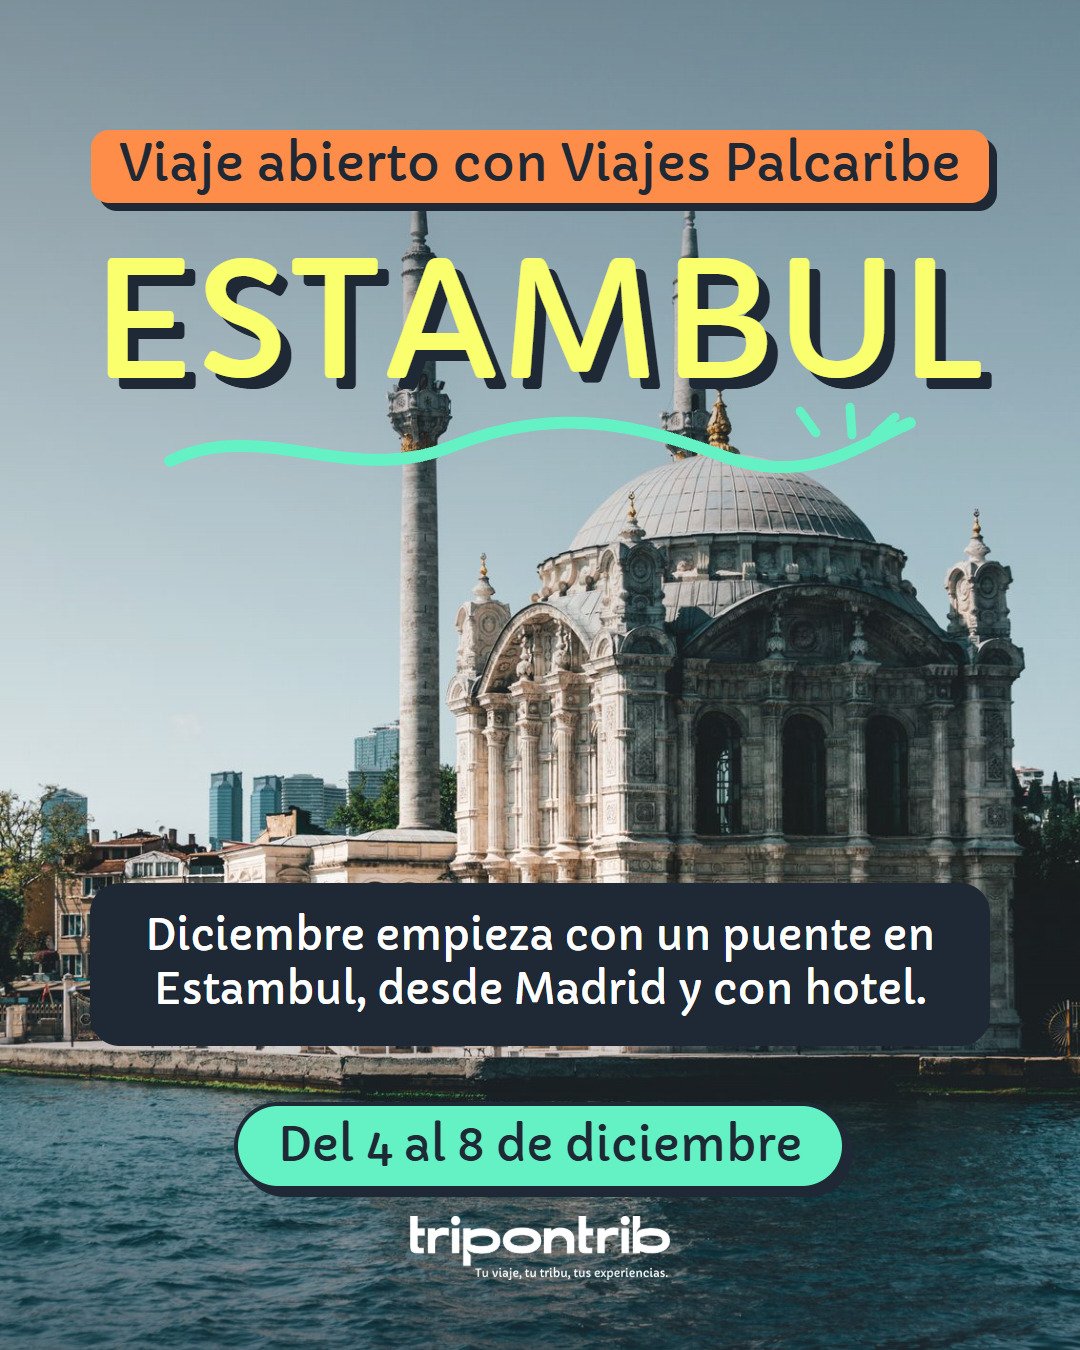 Viaje abierto con Viajes Palcaribe
ESTAMBUL
Diciembre empieza con un puente en
Estambul, desde Madrid y con hotel.
Del 4 al 8 de diciembre
tripontrib
Tu viaje, tu tribu, tus experiencias.